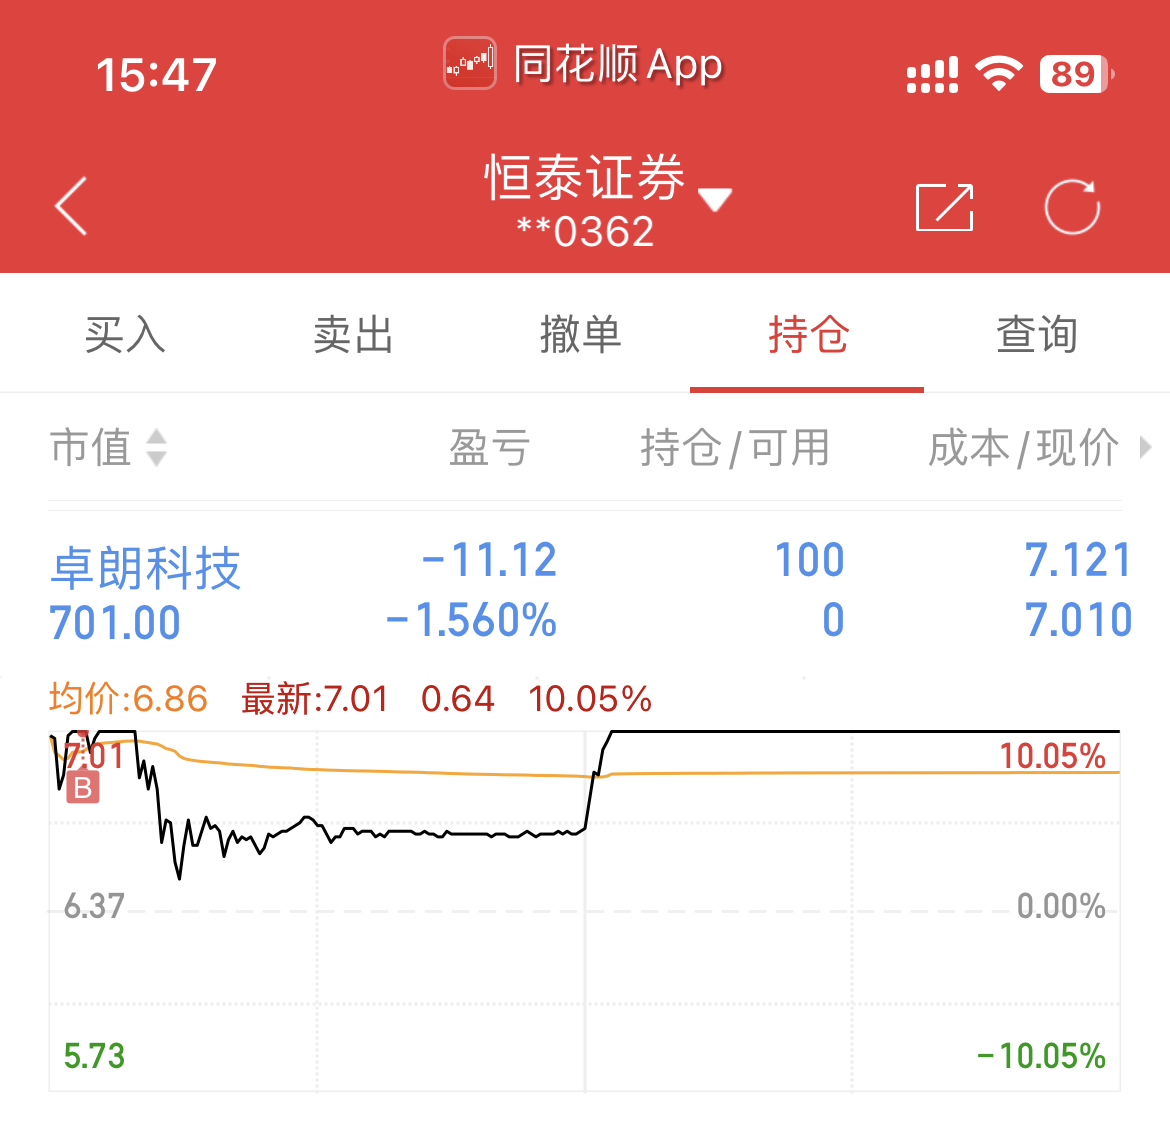 15:47 同花顺App 89
恒泰证券
**0362
买入 卖出 撤单 持仓 查询
市值 盈亏 持仓/可用 成本/现价
卓朗科技 -11.12 100 7.121
701.00 -1.560% 0 7.010
均价:6.86 最新:7.01 0.64 10.05%
7.01 10.05%
B
6.37 0.00%
5.73 -10.05%